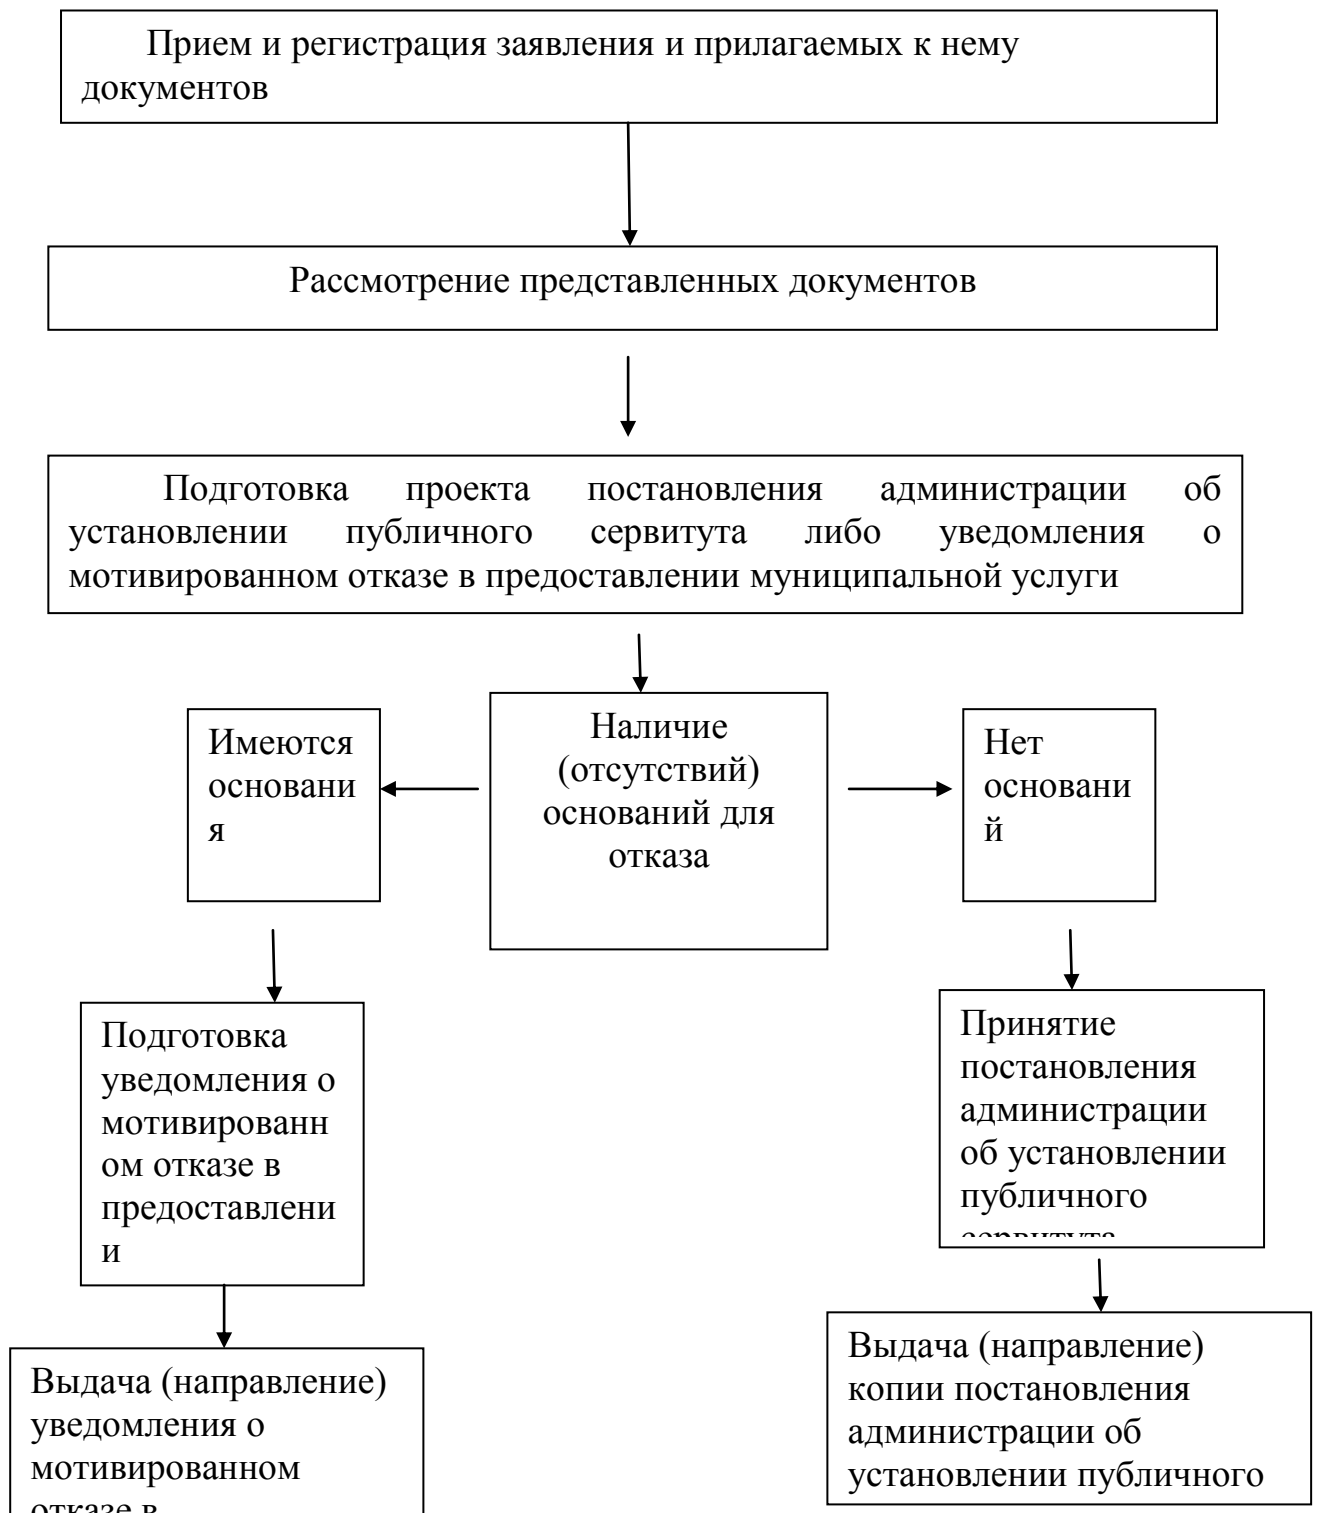 Прием и регистрация заявления и прилагаемых к нему
документов
Рассмотрение представленных документов
Подготовка проекта постановления администрации об
установлении публичного сервитута либо уведомления о
мотивированном отказе в предоставлении муниципальной услуги
Наличие
(отсутствий)
оснований для
отказа
Имеются
основани
я
Нет
основани
й
Подготовка
уведомления о
мотивированн
ом отказе в
предоставлени
и
Принятие
постановления
администрации
об установлении
публичного
сервитута
Выдача (направление)
уведомления о
мотивированном
отказе в
Выдача (направление)
копии постановления
администрации об
установлении публичного